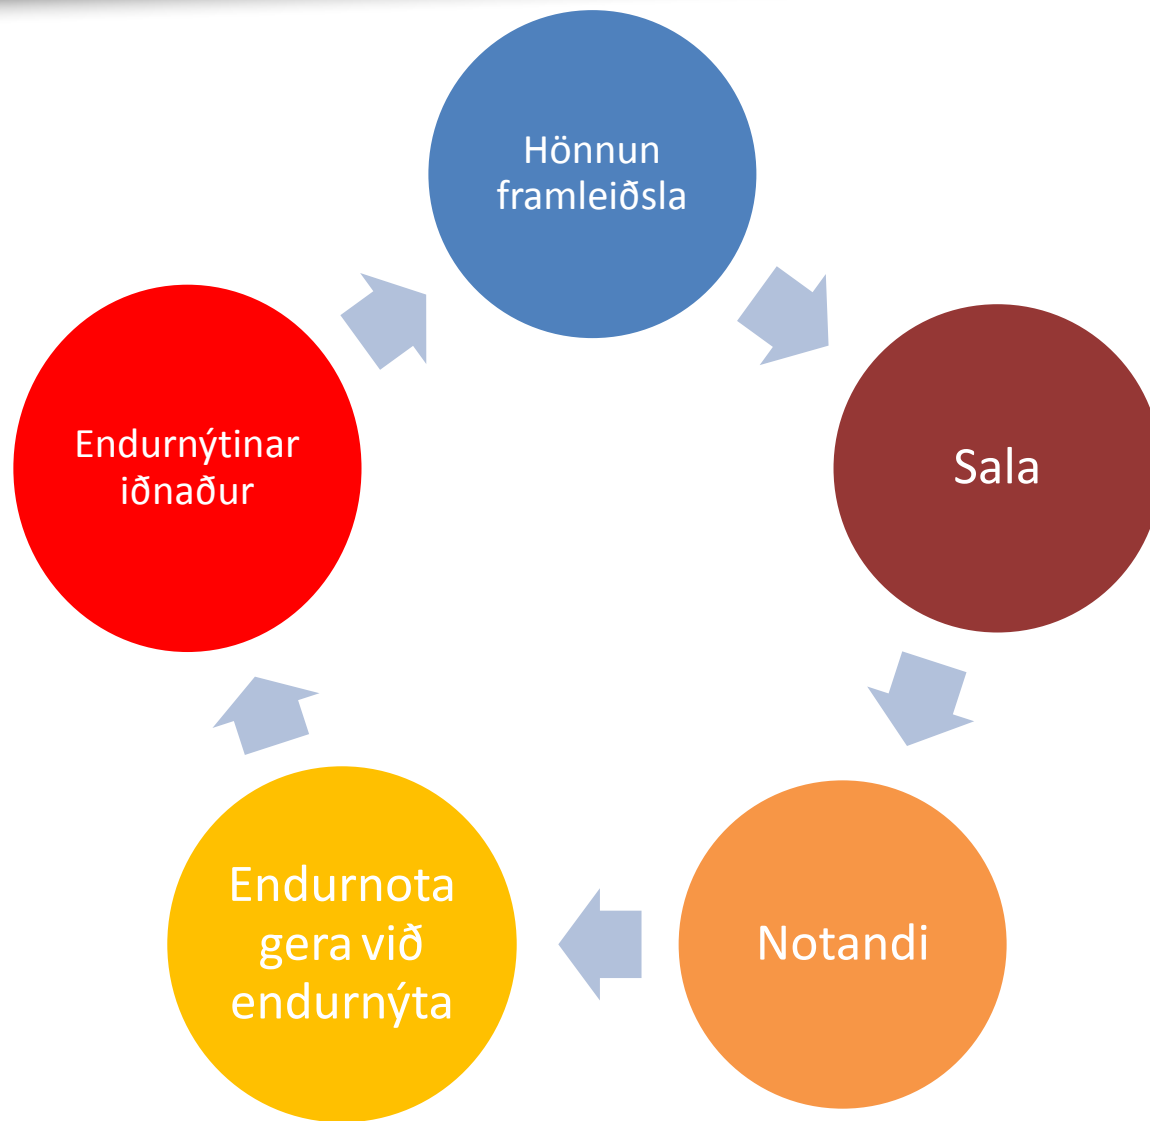 Hönnun
framleiðsla
Sala
Notandi
Endurnota
gera við
endurnýta
Endurnýtinar
iðnaður